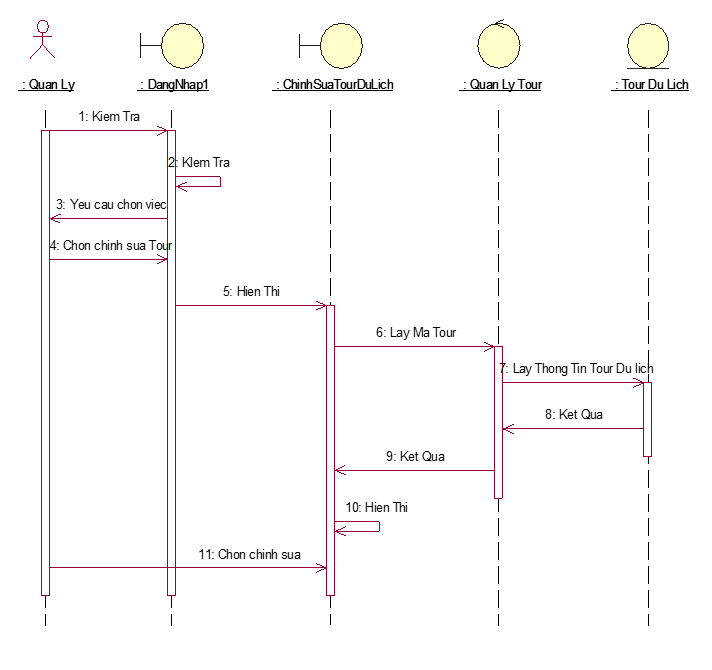 : Quan Ly
: DangNhap1
: ChinhSuaTourDuLich
: Quan Ly Tour
: Tour Du Lich
1: Kiem Tra
2: KIem Tra
3: Yeu cau chon viec
4: Chon chinh sua Tour
5: Hien Thi
6: Lay Ma Tour
7: Lay Thong Tin Tour Du lich
8: Ket Qua
9: Ket Qua
10: Hien Thi
11: Chon chinh sua